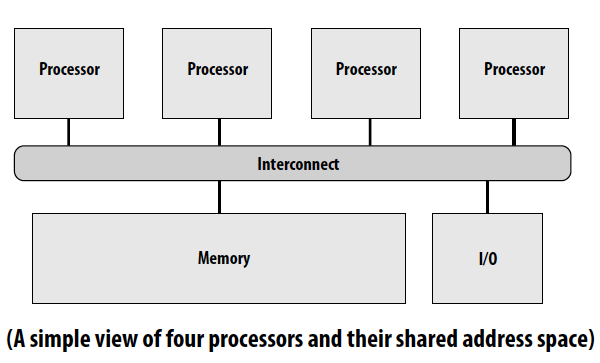 Processor
Processor
Processor
Processor
Interconnect
Memory
I/O
(A simple view of four processors and their shared address space)